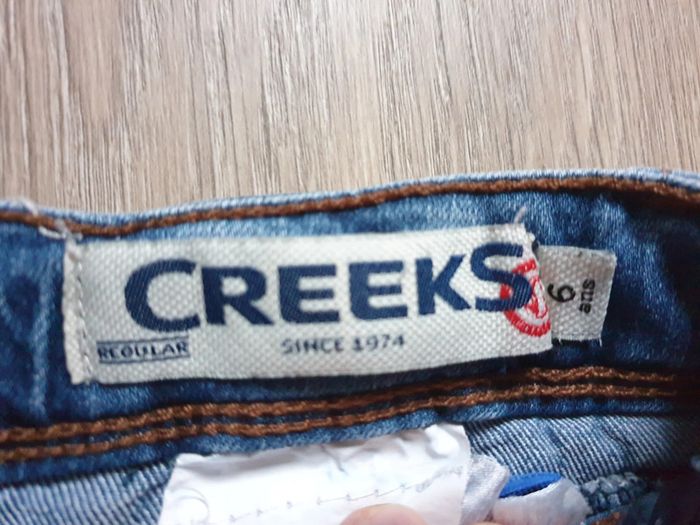 CREEKS
REGULAR
SINCE 1974
6
ans